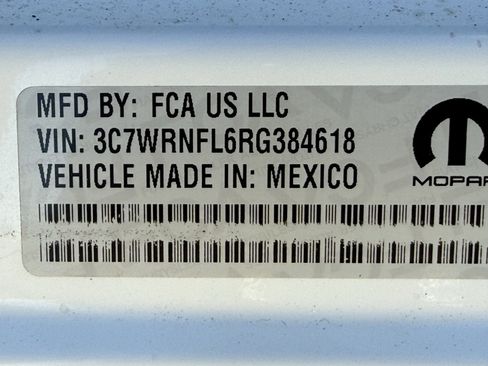 MFD BY: FCA US LLC
VIN: 3C7WRNFL6RG384618
VEHICLE MADE IN: MEXICO
MOPAR